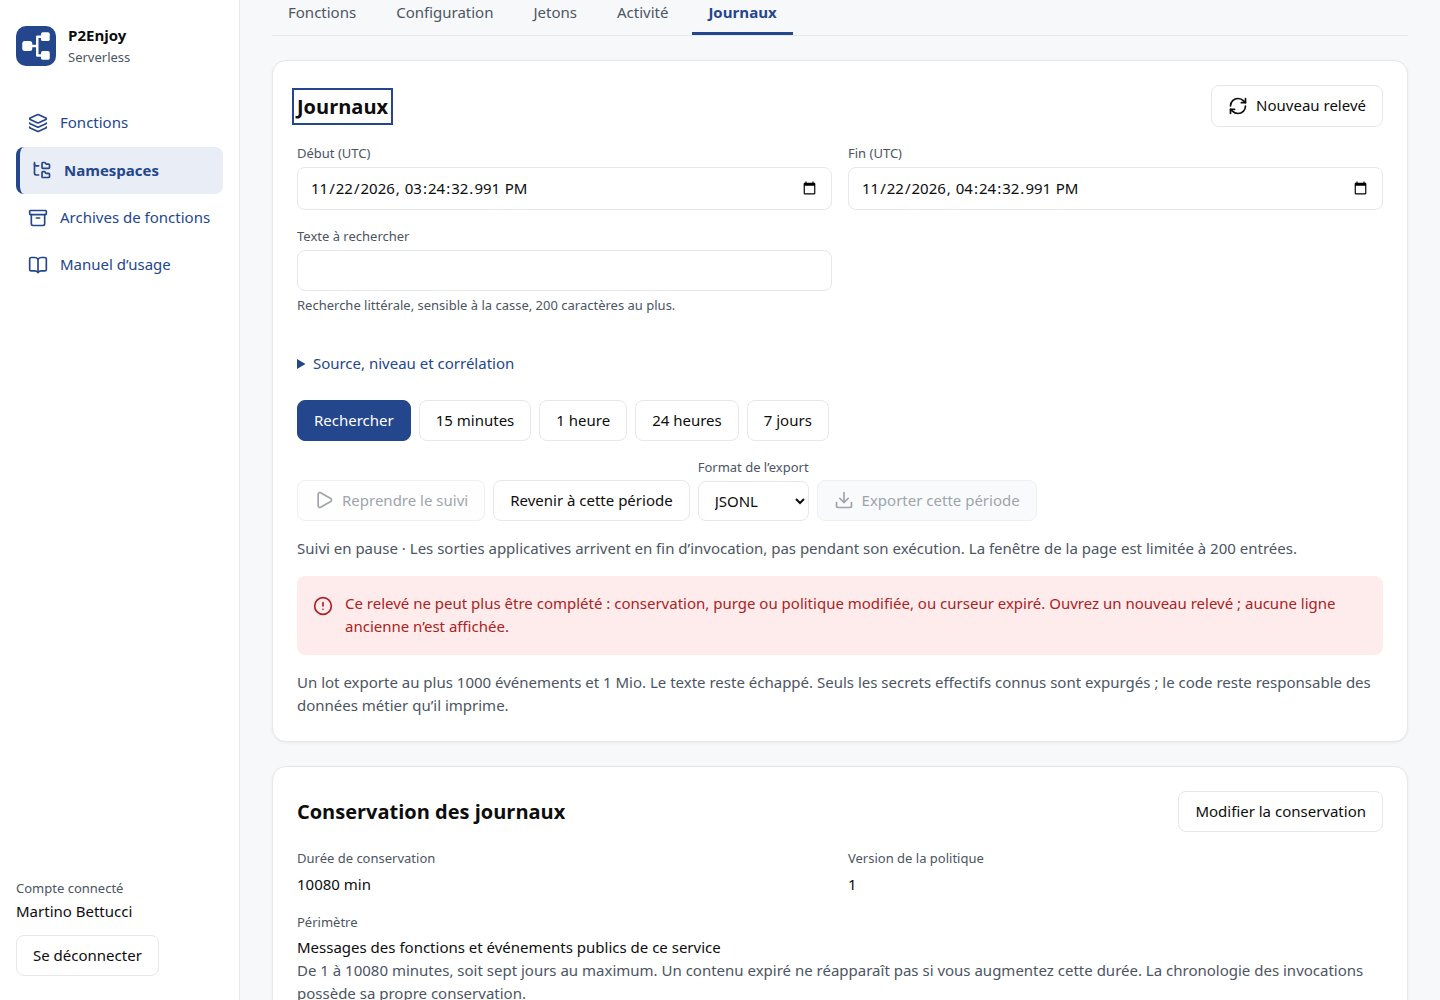 P2Enjoy
Serverless
Fonctions
Namespaces
Archives de fonctions
Manuel d’usage
Compte connecté
Martino Bettucci
Se déconnecter
Fonctions Configuration Jetons Activité Journaux
Journaux
Nouveau relevé
Début (UTC) Fin (UTC)
11/22/2026, 03:24:32.991 PM 11/22/2026, 04:24:32.991 PM
Texte à rechercher
Recherche littérale, sensible à la casse, 200 caractères au plus.
Source, niveau et corrélation
Rechercher 15 minutes 1 heure 24 heures 7 jours
Format de l’export
Reprendre le suivi Revenir à cette période JSONL Exporter cette période
Suivi en pause · Les sorties applicatives arrivent en fin d’invocation, pas pendant son exécution. La fenêtre de la page est limitée à 200 entrées.
Ce relevé ne peut plus être complété : conservation, purge ou politique modifiée, ou curseur expiré. Ouvrez un nouveau relevé ; aucune ligne
ancienne n’est affichée.
Un lot exporte au plus 1000 événements et 1 Mio. Le texte reste échappé. Seuls les secrets effectifs connus sont expurgés ; le code reste responsable des
données métier qu’il imprime.
Conservation des journaux
Modifier la conservation
Durée de conservation Version de la politique
10080 min 1
Périmètre
Messages des fonctions et événements publics de ce service
De 1 à 10080 minutes, soit sept jours au maximum. Un contenu expiré ne réapparaît pas si vous augmentez cette durée. La chronologie des invocations
possède sa propre conservation.